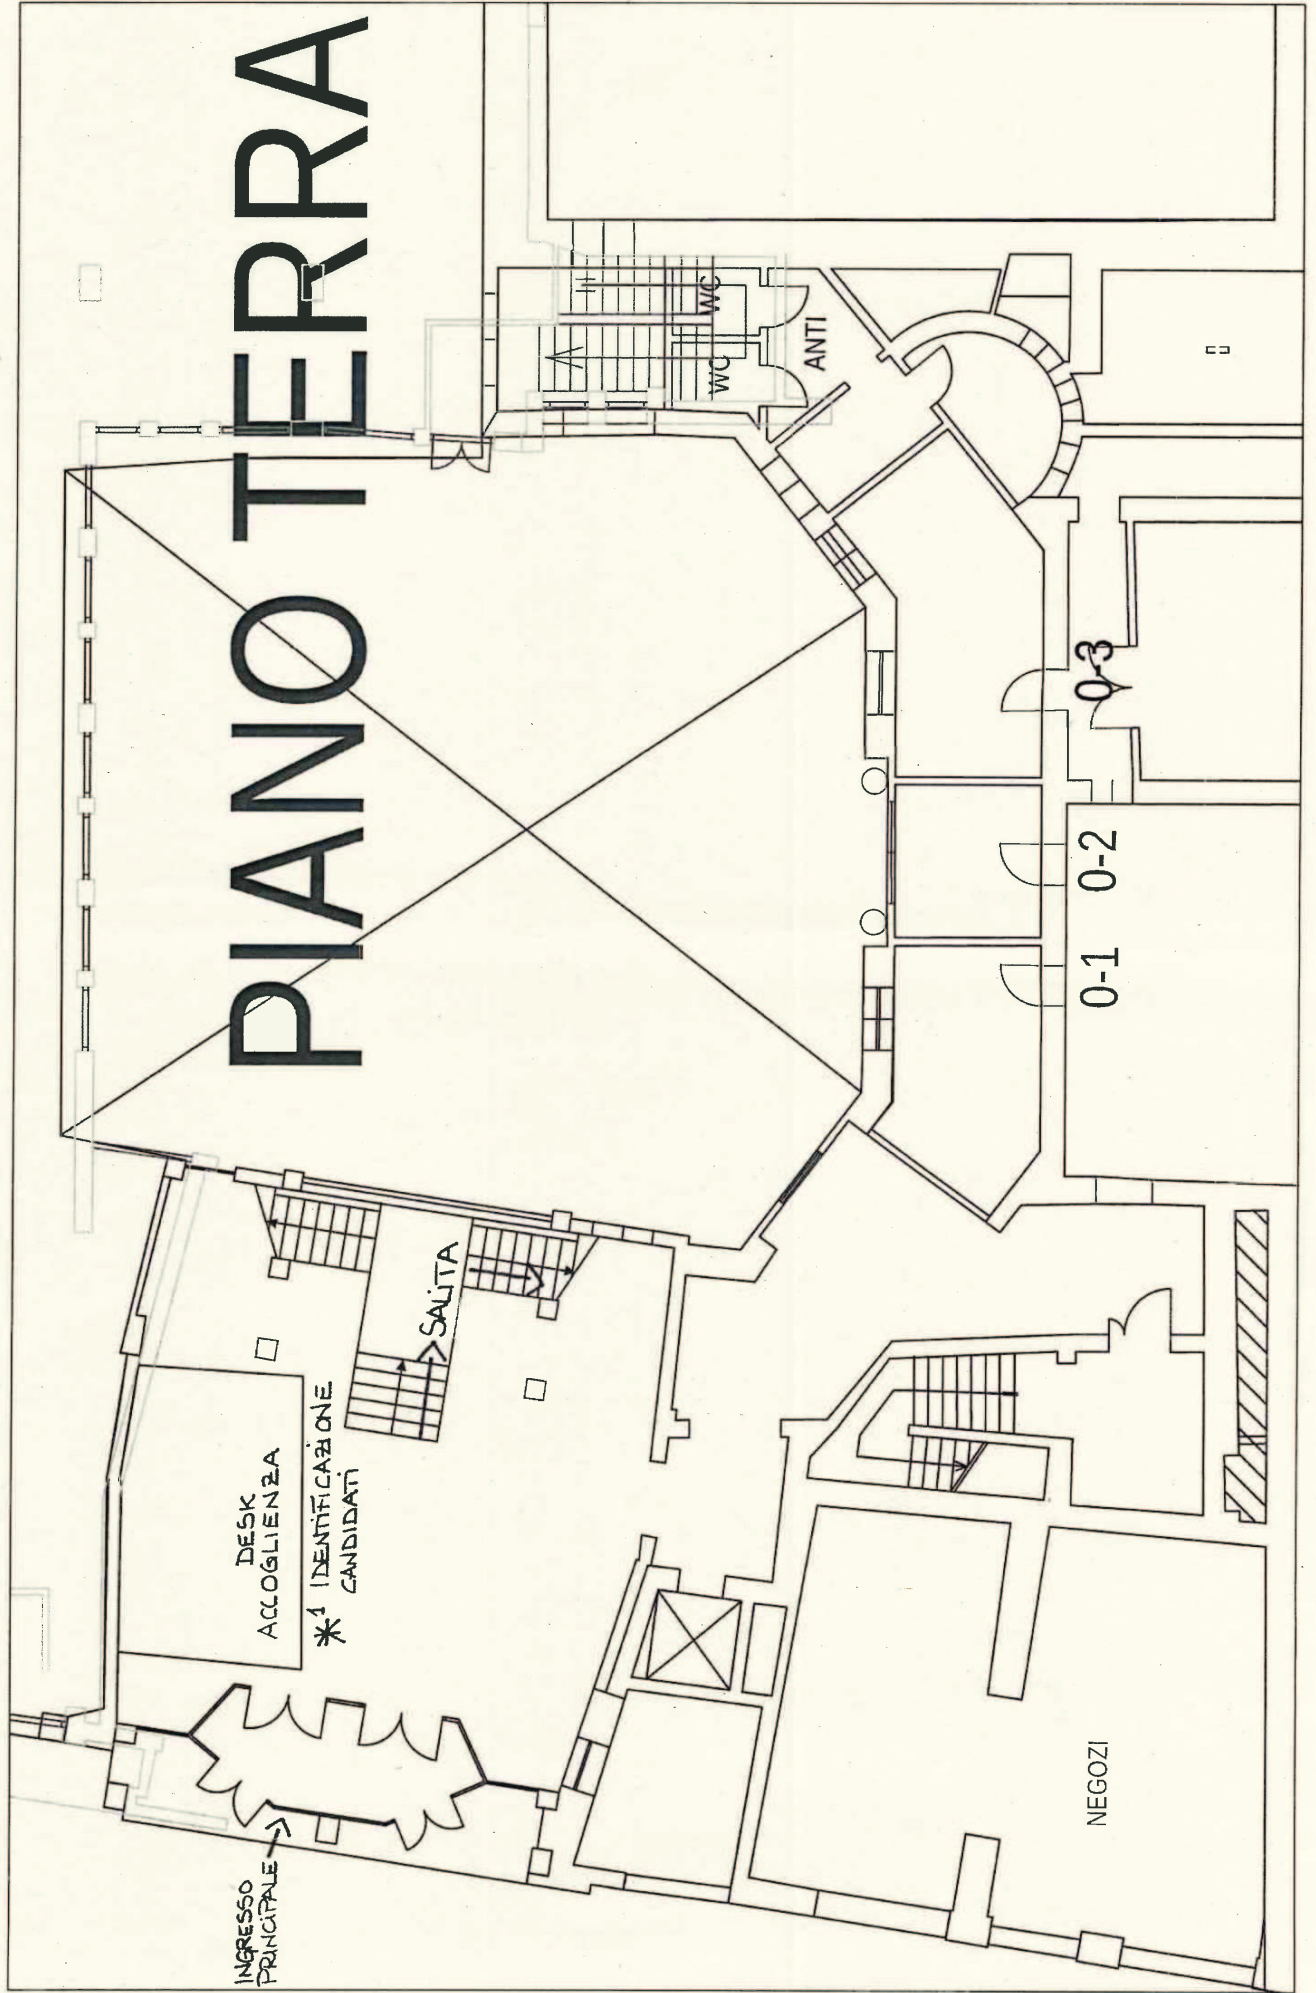 PIANO TERRA
INGRESSO
PRINCIPALE
DESK
ACCOGLIENZA
*1 IDENTIFICAZIONE
CANDIDATI
SALITA
WC
WC
ANTI
0-1
0-2
0-3
NEGOZI